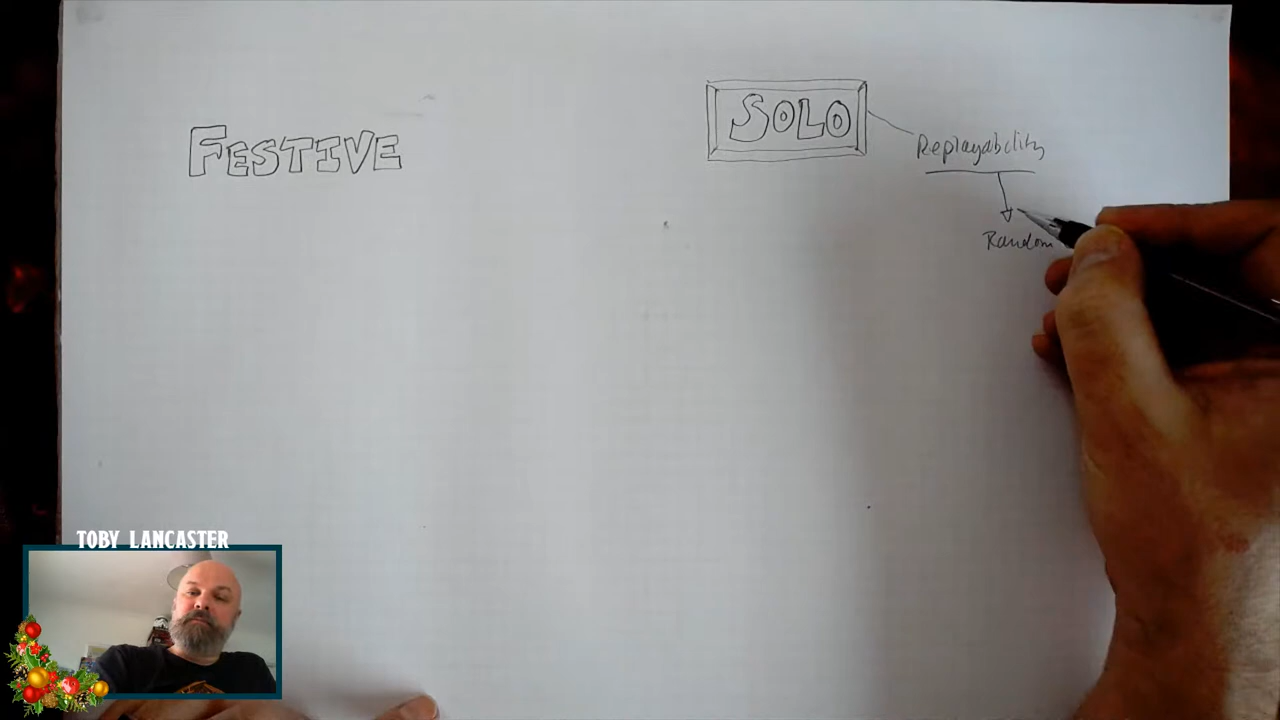 FESTIVE
SOLO
Replayability
Random
TOBY LANCASTER